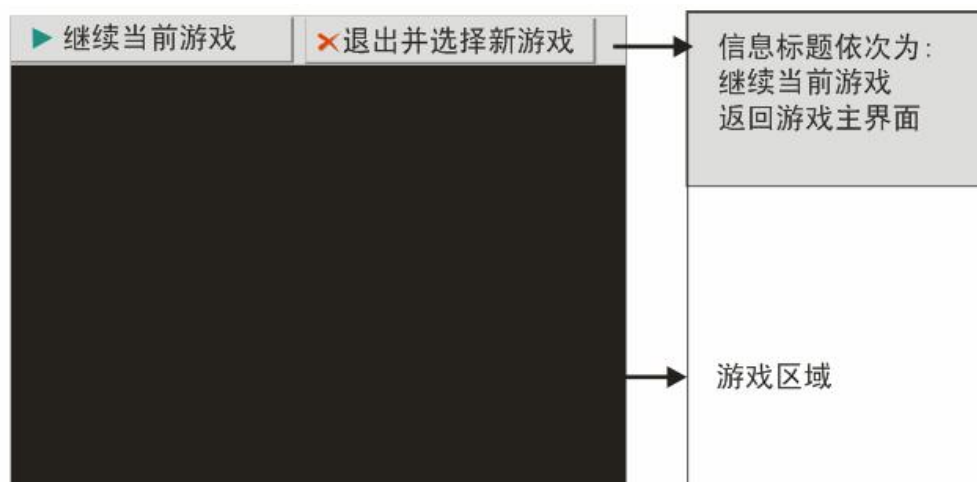 继续当前游戏
退出并选择新游戏
信息标题依次为：
继续当前游戏
返回游戏主界面
游戏区域